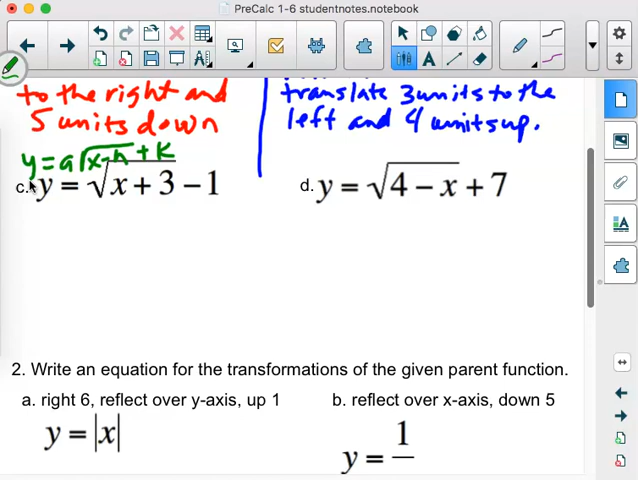 PreCalc 1-6 studentnotes.notebook
to the right and
5 units down
translate 3 units to the
left and 4 units up.
y = a√x-h + k
c. y = √x + 3 − 1
d. y = √4 − x + 7
2. Write an equation for the transformations of the given parent function.
a. right 6, reflect over y-axis, up 1
b. reflect over x-axis, down 5
y = |x|
y = 1